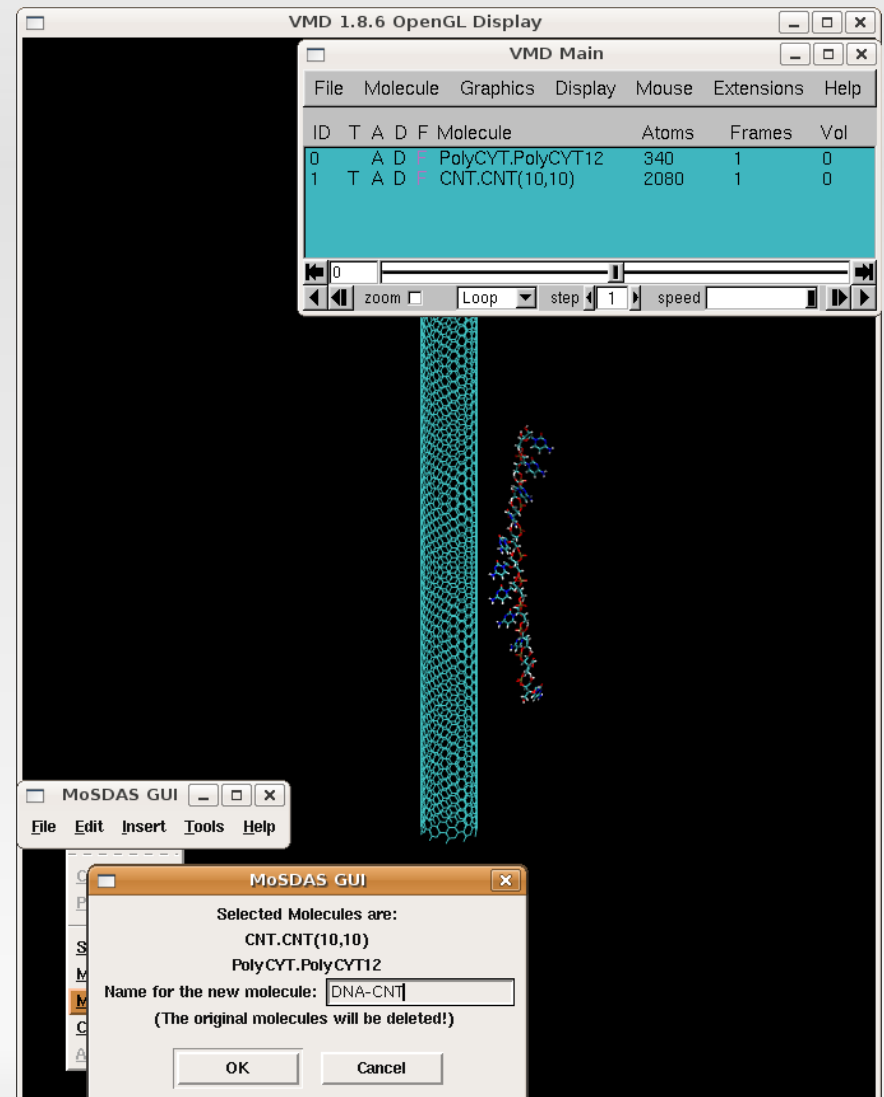 VMD 1.8.6 OpenGL Display
VMD Main
File Molecule Graphics Display Mouse Extensions Help
ID T A D F Molecule Atoms Frames Vol
0 A D F PolyCYT.PolyCYT12 340 1 0
1 T A D F CNT.CNT(10,10) 2080 1 0
0
zoom Loop step 1 speed
MoSDAS GUI
File Edit Insert Tools Help
C
P
S
M
M
C
A
MoSDAS GUI
Selected Molecules are:
CNT.CNT(10,10)
PolyCYT.PolyCYT12
Name for the new molecule: DNA-CNT
(The original molecules will be deleted!)
OK Cancel